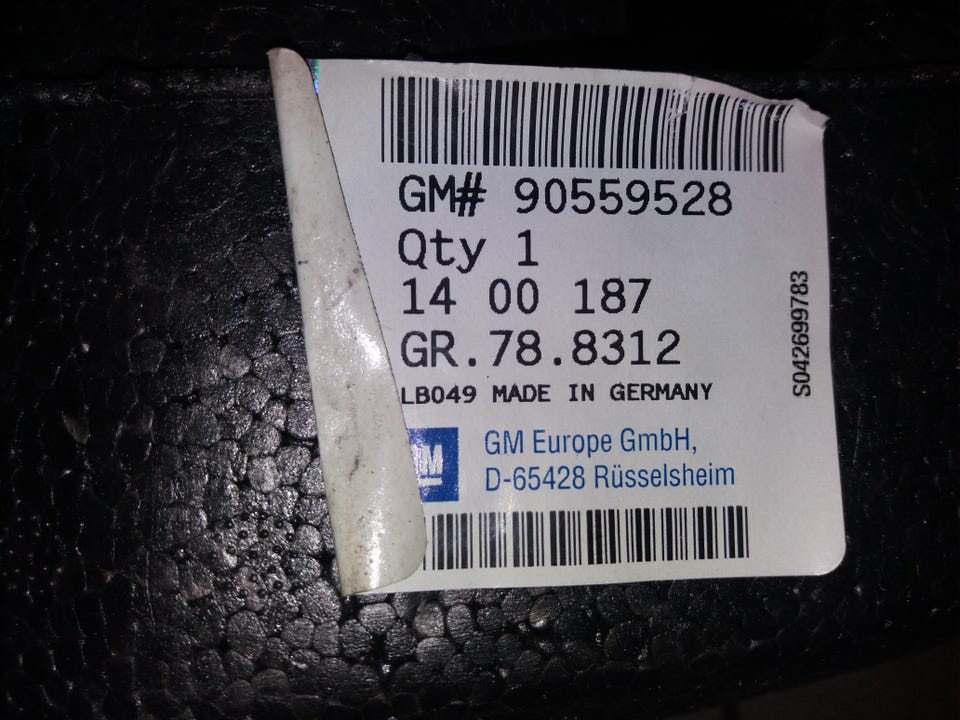 GM# 90559528
Qty 1
14 00 187
GR.78.8312
LB049 MADE IN GERMANY
GM Europe GmbH,
D-65428 Rüsselsheim
S042699783